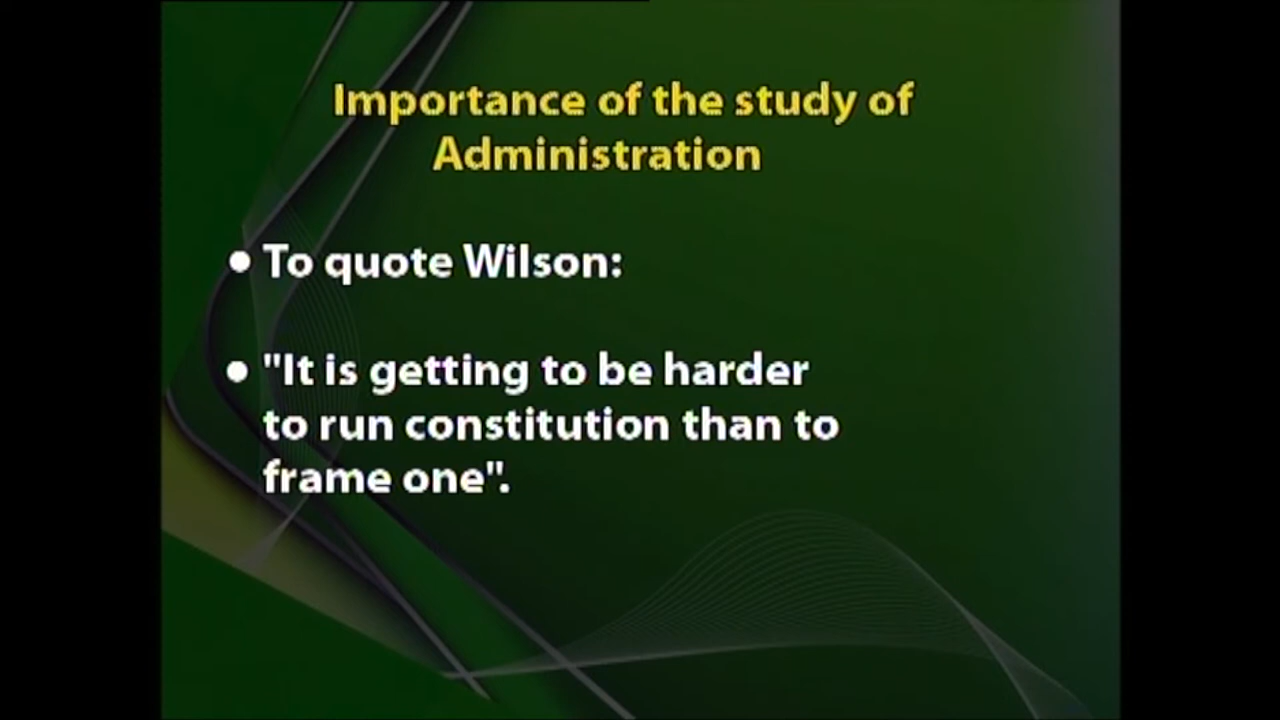 Importance of the study of
Administration
• To quote Wilson:
• "It is getting to be harder
to run constitution than to
frame one".